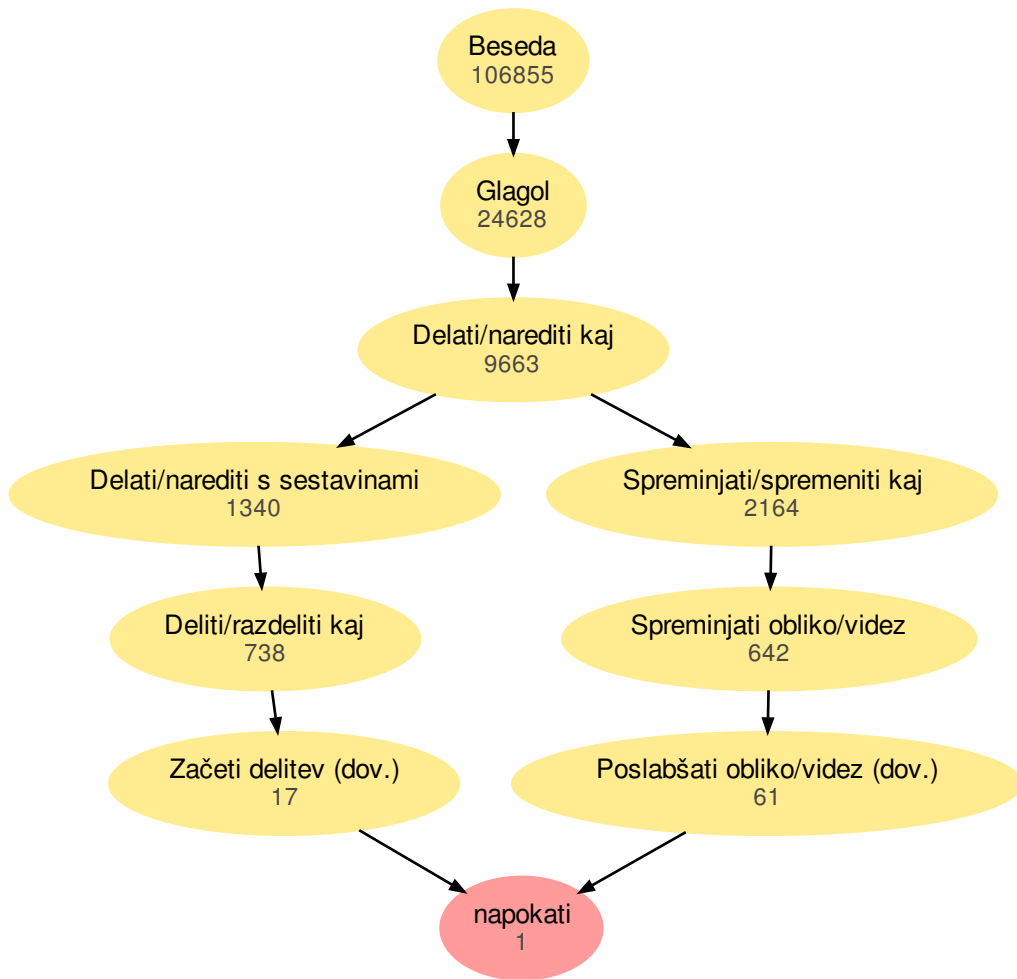 Beseda
106855
Glagol
24628
Delati/narediti kaj
9663
Delati/narediti s sestavinami
1340
Spreminjati/spremeniti kaj
2164
Deliti/razdeliti kaj
738
Spreminjati obliko/videz
642
Začeti delitev (dov.)
17
Poslabšati obliko/videz (dov.)
61
napokati
1